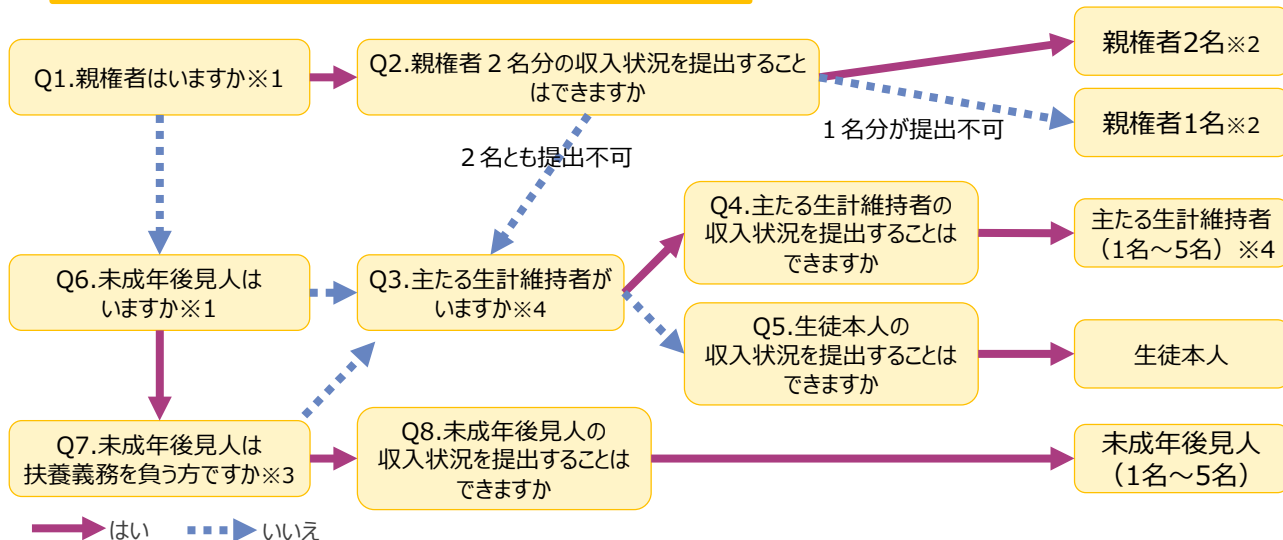 Q1.親権者はいますか※1
Q2.親権者２名分の収入状況を提出すること
はできますか
親権者2名※2
親権者1名※2
１名分が提出不可
２名とも提出不可
Q6.未成年後見人は
いますか※1
Q3.主たる生計維持者が
いますか※4
Q4.主たる生計維持者の
収入状況を提出することは
できますか
主たる生計維持者
（1名～5名）※4
Q5.生徒本人の
収入状況を提出することは
できますか
生徒本人
Q7.未成年後見人は
扶養義務を負う方ですか※3
Q8.未成年後見人の
収入状況を提出することは
できますか
未成年後見人
（1名～5名）
はい
いいえ